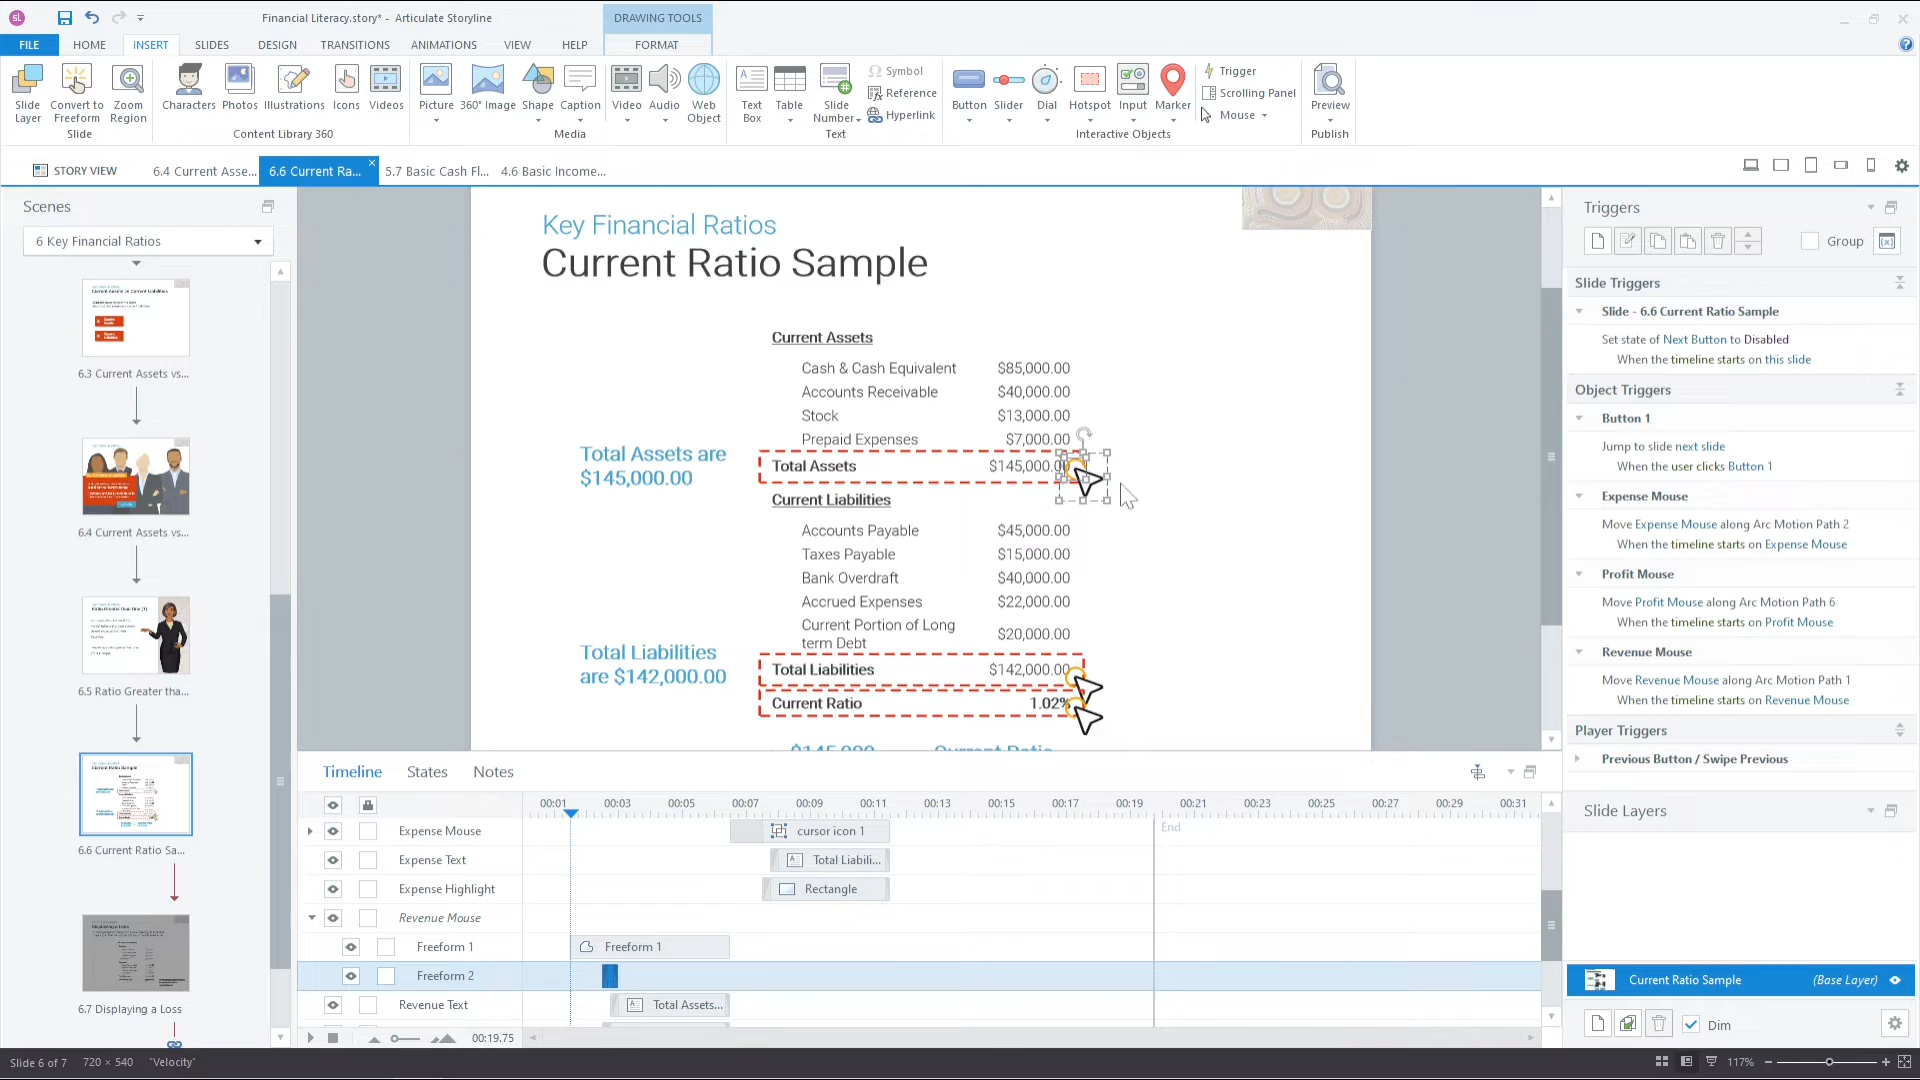 Financial Literacy.story* - Articulate Storyline
DRAWING TOOLS
FILE HOME INSERT SLIDES DESIGN TRANSITIONS ANIMATIONS VIEW HELP FORMAT
Slide Layer
Convert to Freeform
Zoom Region
Slide
Characters
Photos
Illustrations
Icons
Videos
Content Library 360
Picture
360° Image
Shape
Caption
Video
Audio
Web Object
Media
Text Box
Table
Slide Number
Symbol
Reference
Hyperlink
Text
Button
Slider
Dial
Hotspot
Input
Marker
Trigger
Scrolling Panel
Mouse
Interactive Objects
Preview
Publish
STORY VIEW
6.4 Current Asse...
6.6 Current Ra...
5.7 Basic Cash Fl...
4.6 Basic Income...
Scenes
6 Key Financial Ratios
6.3 Current Assets vs...
6.4 Current Assets vs...
6.5 Ratio Greater tha...
6.6 Current Ratio Sa...
6.7 Displaying a Loss
Key Financial Ratios
Current Ratio Sample
Current Assets
Cash & Cash Equivalent $85,000.00
Accounts Receivable $40,000.00
Stock $13,000.00
Prepaid Expenses $7,000.00
Total Assets are
$145,000.00
Total Assets $145,000.00
Current Liabilities
Accounts Payable $45,000.00
Taxes Payable $15,000.00
Bank Overdraft $40,000.00
Accrued Expenses $22,000.00
Current Portion of Long
term Debt $20,000.00
Total Liabilities
are $142,000.00
Total Liabilities $142,000.00
Current Ratio 1.02%
$145,000 Current Ratio
Timeline States Notes
00:01 00:03 00:05 00:07 00:09 00:11 00:13 00:15 00:17 00:19 00:21 00:23 00:25 00:27 00:29 00:31
End
Expense Mouse cursor icon 1
Expense Text Total Liabili...
Expense Highlight Rectangle
Revenue Mouse
Freeform 1 Freeform 1
Freeform 2
Revenue Text Total Assets...
00:19.75
Triggers
Group
Slide Triggers
Slide - 6.6 Current Ratio Sample
Set state of Next Button to Disabled
When the timeline starts on this slide
Object Triggers
Button 1
Jump to slide next slide
When the user clicks Button 1
Expense Mouse
Move Expense Mouse along Arc Motion Path 2
When the timeline starts on Expense Mouse
Profit Mouse
Move Profit Mouse along Arc Motion Path 6
When the timeline starts on Profit Mouse
Revenue Mouse
Move Revenue Mouse along Arc Motion Path 1
When the timeline starts on Revenue Mouse
Player Triggers
Previous Button / Swipe Previous
Slide Layers
Current Ratio Sample (Base Layer)
Dim
Slide 6 of 7 720 × 540 "Velocity"
117%